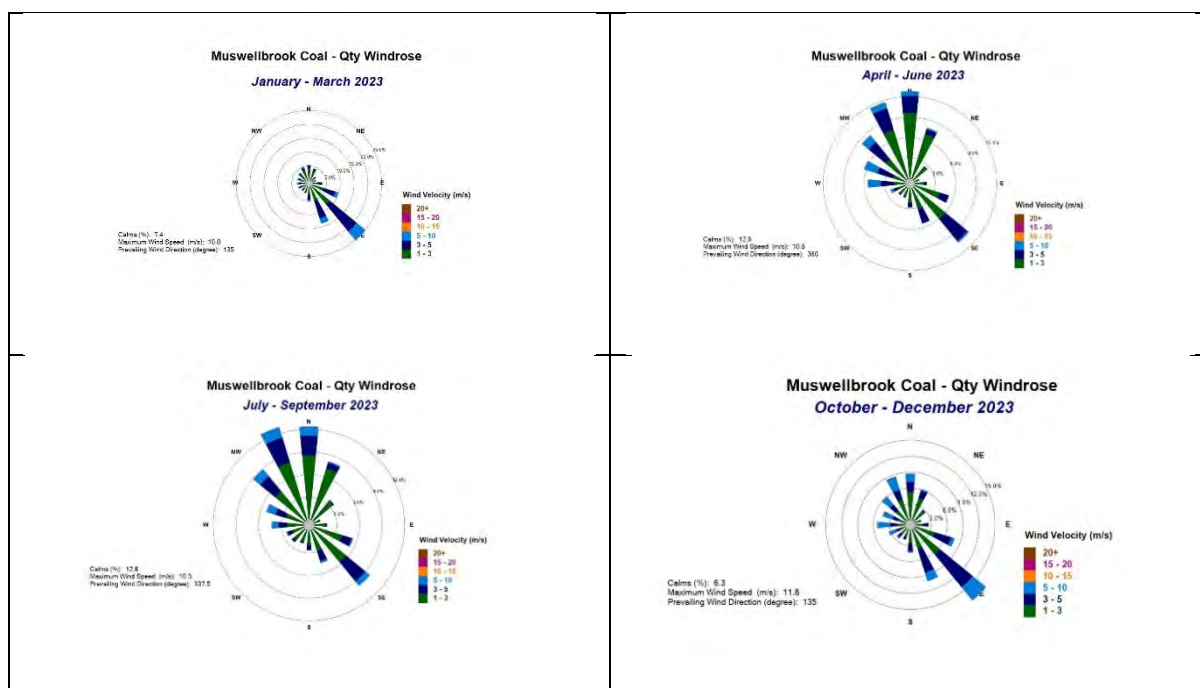 Muswellbrook Coal - Qty Windrose
January - March 2023
N
NW
NE
W
E
SW
S
Wind Velocity (m/s)
20+
15 - 20
10 - 15
5 - 10
3 - 5
1 - 3
Calms (%): 7.4
Maximum Wind Speed (m/s): 10.0
Prevailing Wind Direction (degree): 135
Muswellbrook Coal - Qty Windrose
April - June 2023
N
NW
NE
W
E
SW
SE
S
Wind Velocity (m/s)
20+
15 - 20
10 - 15
5 - 10
3 - 5
1 - 3
Maximum Wind Speed (m/s): 10.5
Prevailing Wind Direction (degree): 360
Muswellbrook Coal - Qty Windrose
July - September 2023
N
NW
NE
W
E
SW
SE
S
Wind Velocity (m/s)
20+
15 - 20
10 - 15
5 - 10
3 - 5
1 - 3
Calms (%): 12.8
Maximum Wind Speed (m/s):
Prevailing Wind Direction (degree): 337.5
Muswellbrook Coal - Qty Windrose
October - December 2023
N
NW
NE
15.0%
12.0%
9.0%
6.0%
3.0%
W
E
SW
S
Wind Velocity (m/s)
20+
15 - 20
10 - 15
5 - 10
3 - 5
1 - 3
Calms (%): 6.3
Maximum Wind Speed (m/s): 11.8
Prevailing Wind Direction (degree): 135